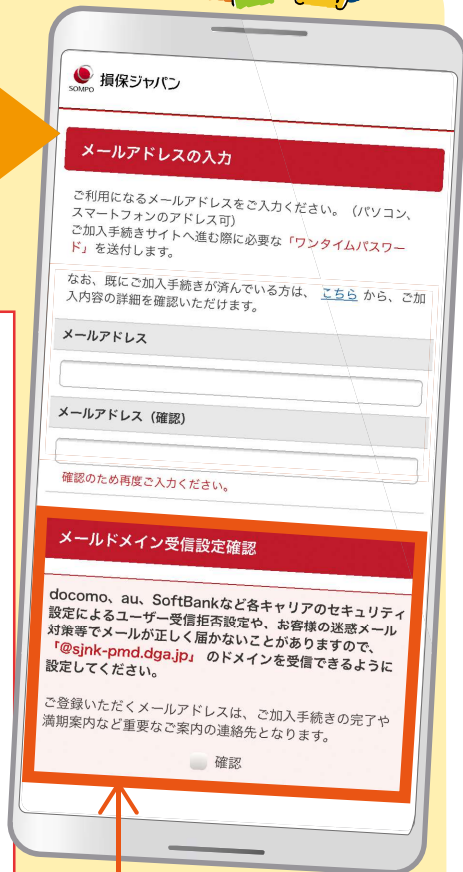 SOMPO 損保ジャパン
メールアドレスの入力
ご利用になるメールアドレスをご入力ください。（パソコン、
スマートフォンのアドレス可）
ご加入手続きサイトへ進む際に必要な「ワンタイムパスワー
ド」を送付します。
なお、既にご加入手続きが済んでいる方は、 こちら から、ご加
入内容の詳細を確認いただけます。
メールアドレス
メールアドレス（確認）
確認のため再度ご入力ください。
メールドメイン受信設定確認
docomo、au、SoftBankなど各キャリアのセキュリティ
設定によるユーザー受信拒否設定や、お客様の迷惑メール
対策等でメールが正しく届かないことがありますので、
「@sjnk-pmd.dga.jp」 のドメインを受信できるように
設定してください。
ご登録いただくメールアドレスは、ご加入手続きの完了や
満期案内など重要なご案内の連絡先となります。
確認